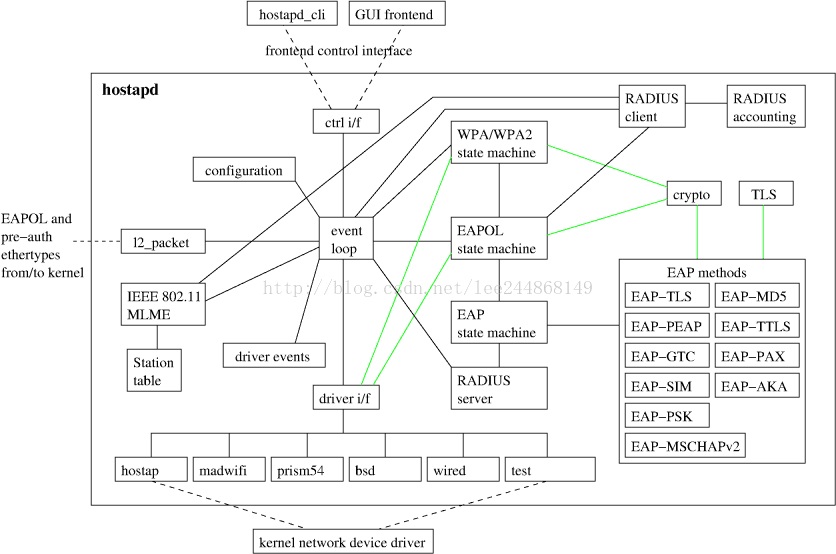 hostapd_cli
GUI frontend
frontend control interface
hostapd
ctrl i/f
RADIUS
client
RADIUS
accounting
WPA/WPA2
state machine
configuration
crypto
TLS
EAPOL and
pre−auth
ethertypes
from/to kernel
l2_packet
event
loop
EAPOL
state machine
http://blog.csdn.net/lee244868149
IEEE 802.11
MLME
EAP
state machine
Station
table
driver events
driver i/f
RADIUS
server
EAP methods
EAP−TLS
EAP−MD5
EAP−PEAP
EAP−TTLS
EAP−GTC
EAP−PAX
EAP−SIM
EAP−AKA
EAP−PSK
EAP−MSCHAPv2
hostap
madwifi
prism54
bsd
wired
test
kernel network device driver